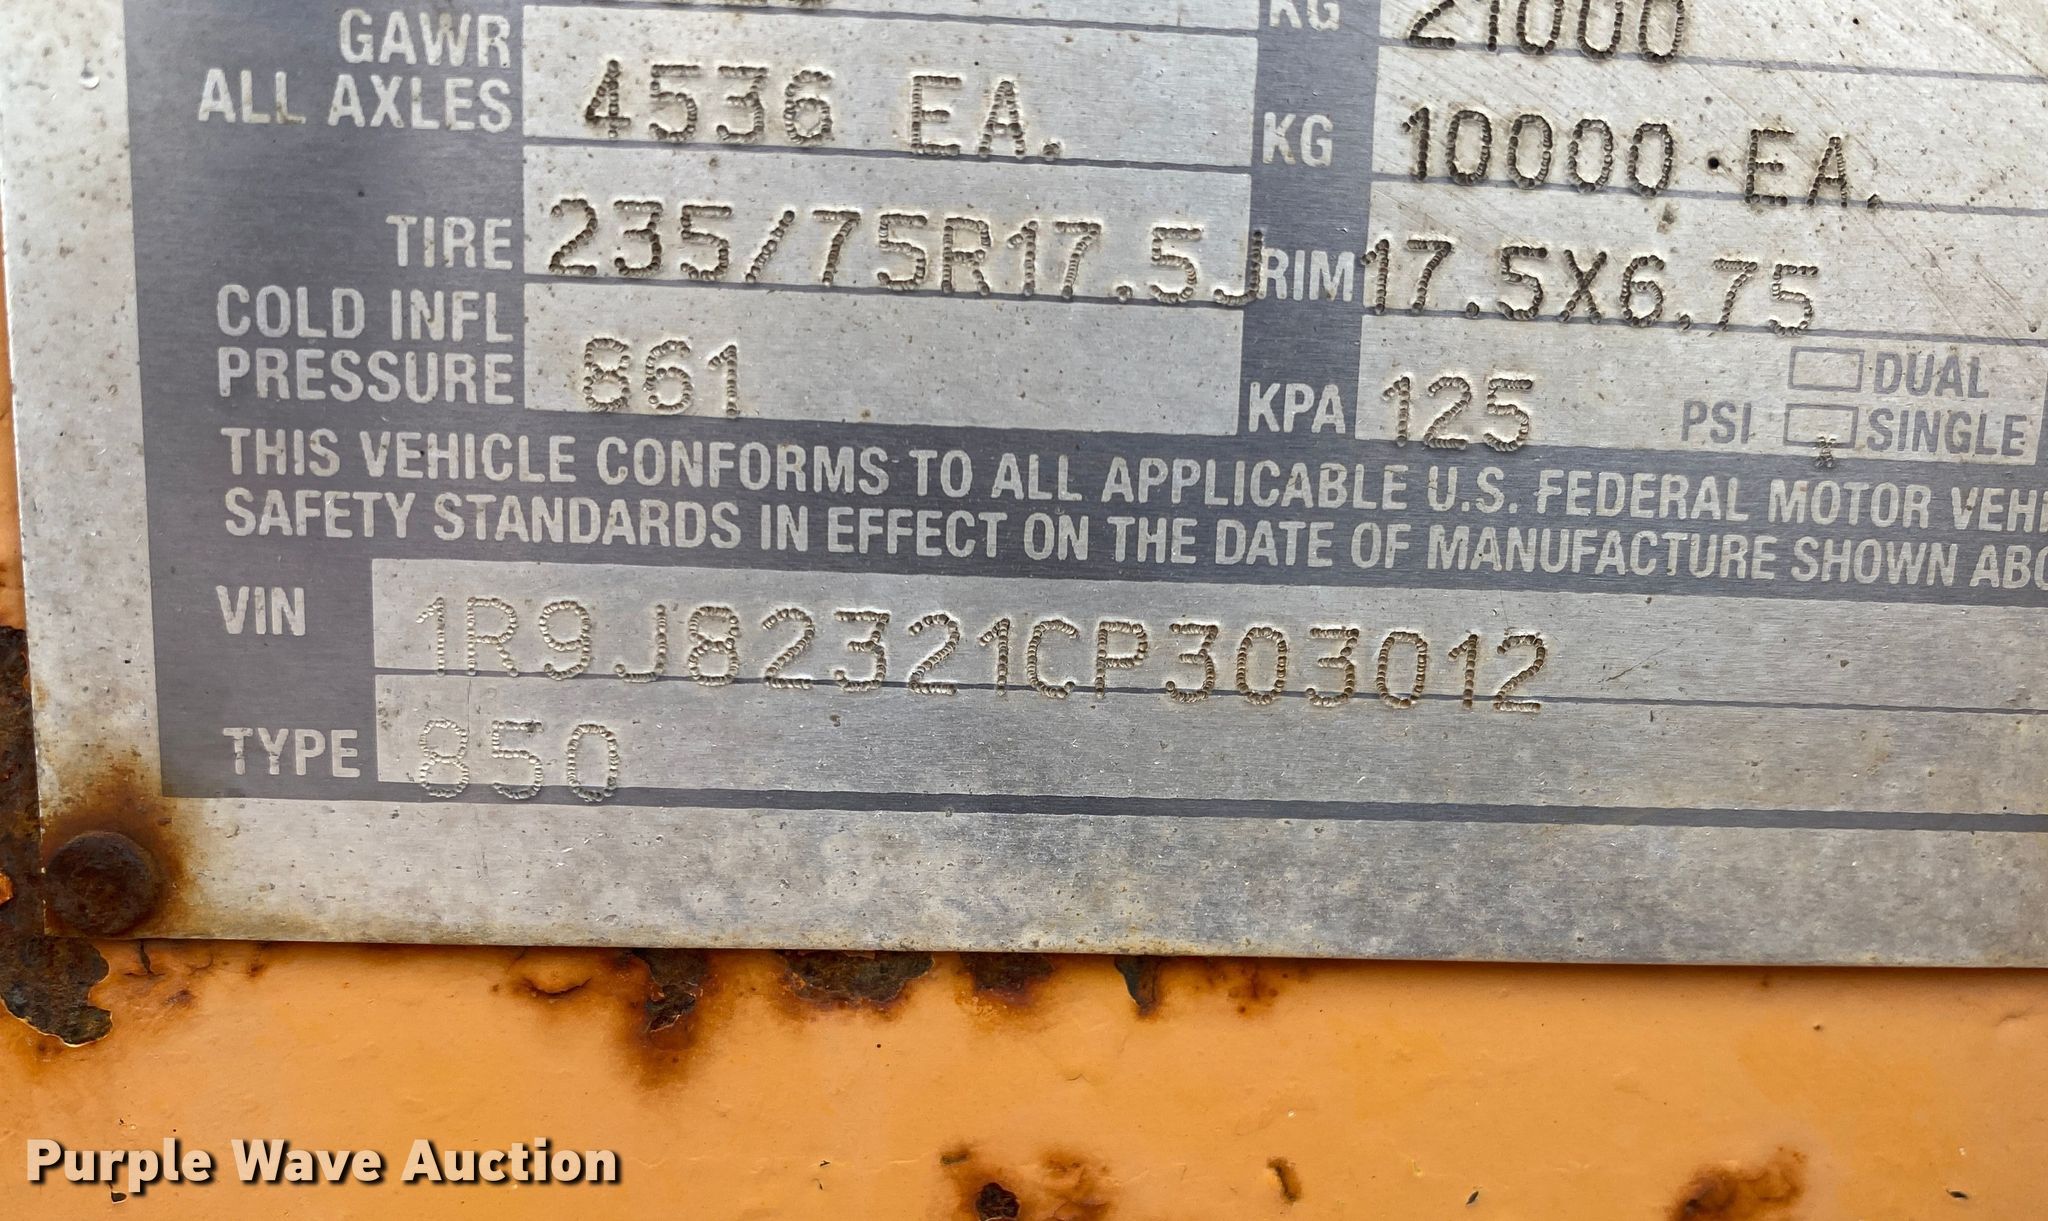 KG 21000
GAWR
ALL AXLES 4536 EA. KG 10000 EA.
TIRE 235/75R17.5J RIM 17.5X6.75
COLD INFL
PRESSURE 861 KPA 125 PSI DUAL
SINGLE
THIS VEHICLE CONFORMS TO ALL APPLICABLE U.S. FEDERAL MOTOR VEHI
SAFETY STANDARDS IN EFFECT ON THE DATE OF MANUFACTURE SHOWN ABO
VIN 1R9J82321CP303012
TYPE 850
Purple Wave Auction